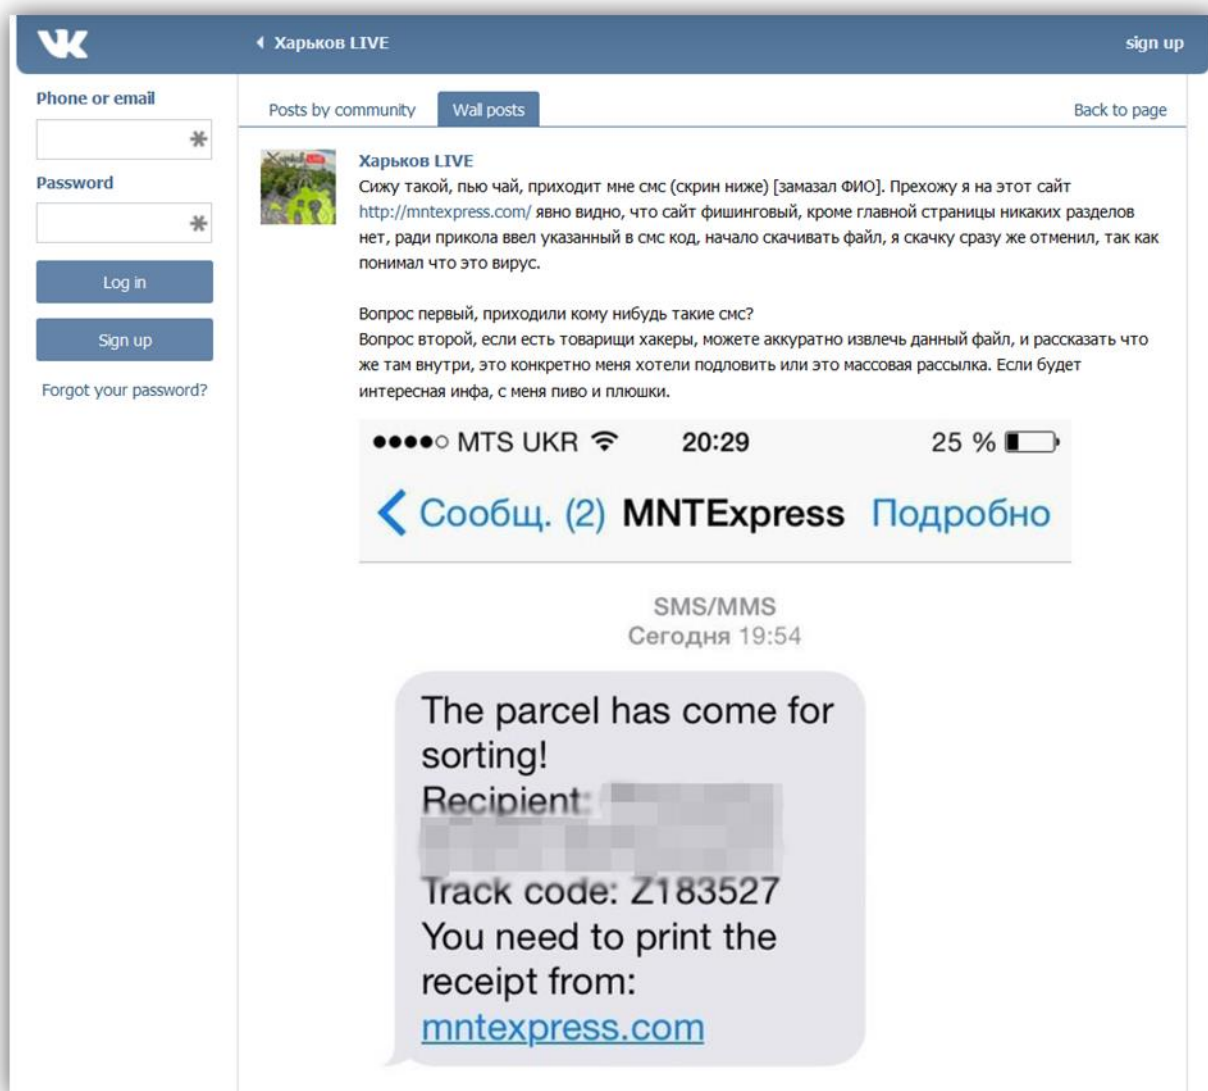 Харьков LIVE
sign up
Phone or email
Password
Log in
Sign up
Forgot your password?
Posts by community
Wall posts
Back to page
Харьков LIVE
Сижу такой, пью чай, приходит мне смс (скрин ниже) [замазал ФИО]. Прехожу я на этот сайт
http://mntexpress.com/ явно видно, что сайт фишинговый, кроме главной страницы никаких разделов
нет, ради прикола ввел указанный в смс код, начало скачивать файл, я скачку сразу же отменил, так как
понимал что это вирус.
Вопрос первый, приходили кому нибудь такие смс?
Вопрос второй, если есть товарищи хакеры, можете аккуратно извлечь данный файл, и рассказать что
же там внутри, это конкретно меня хотели подловить или это массовая рассылка. Если будет
интересная инфа, с меня пиво и плюшки.
MTS UKR 20:29 25 %
Сообщ. (2) MNTExpress Подробно
SMS/MMS
Сегодня 19:54
The parcel has come for
sorting!
Recipient:
Track code: Z183527
You need to print the
receipt from:
mntexpress.com